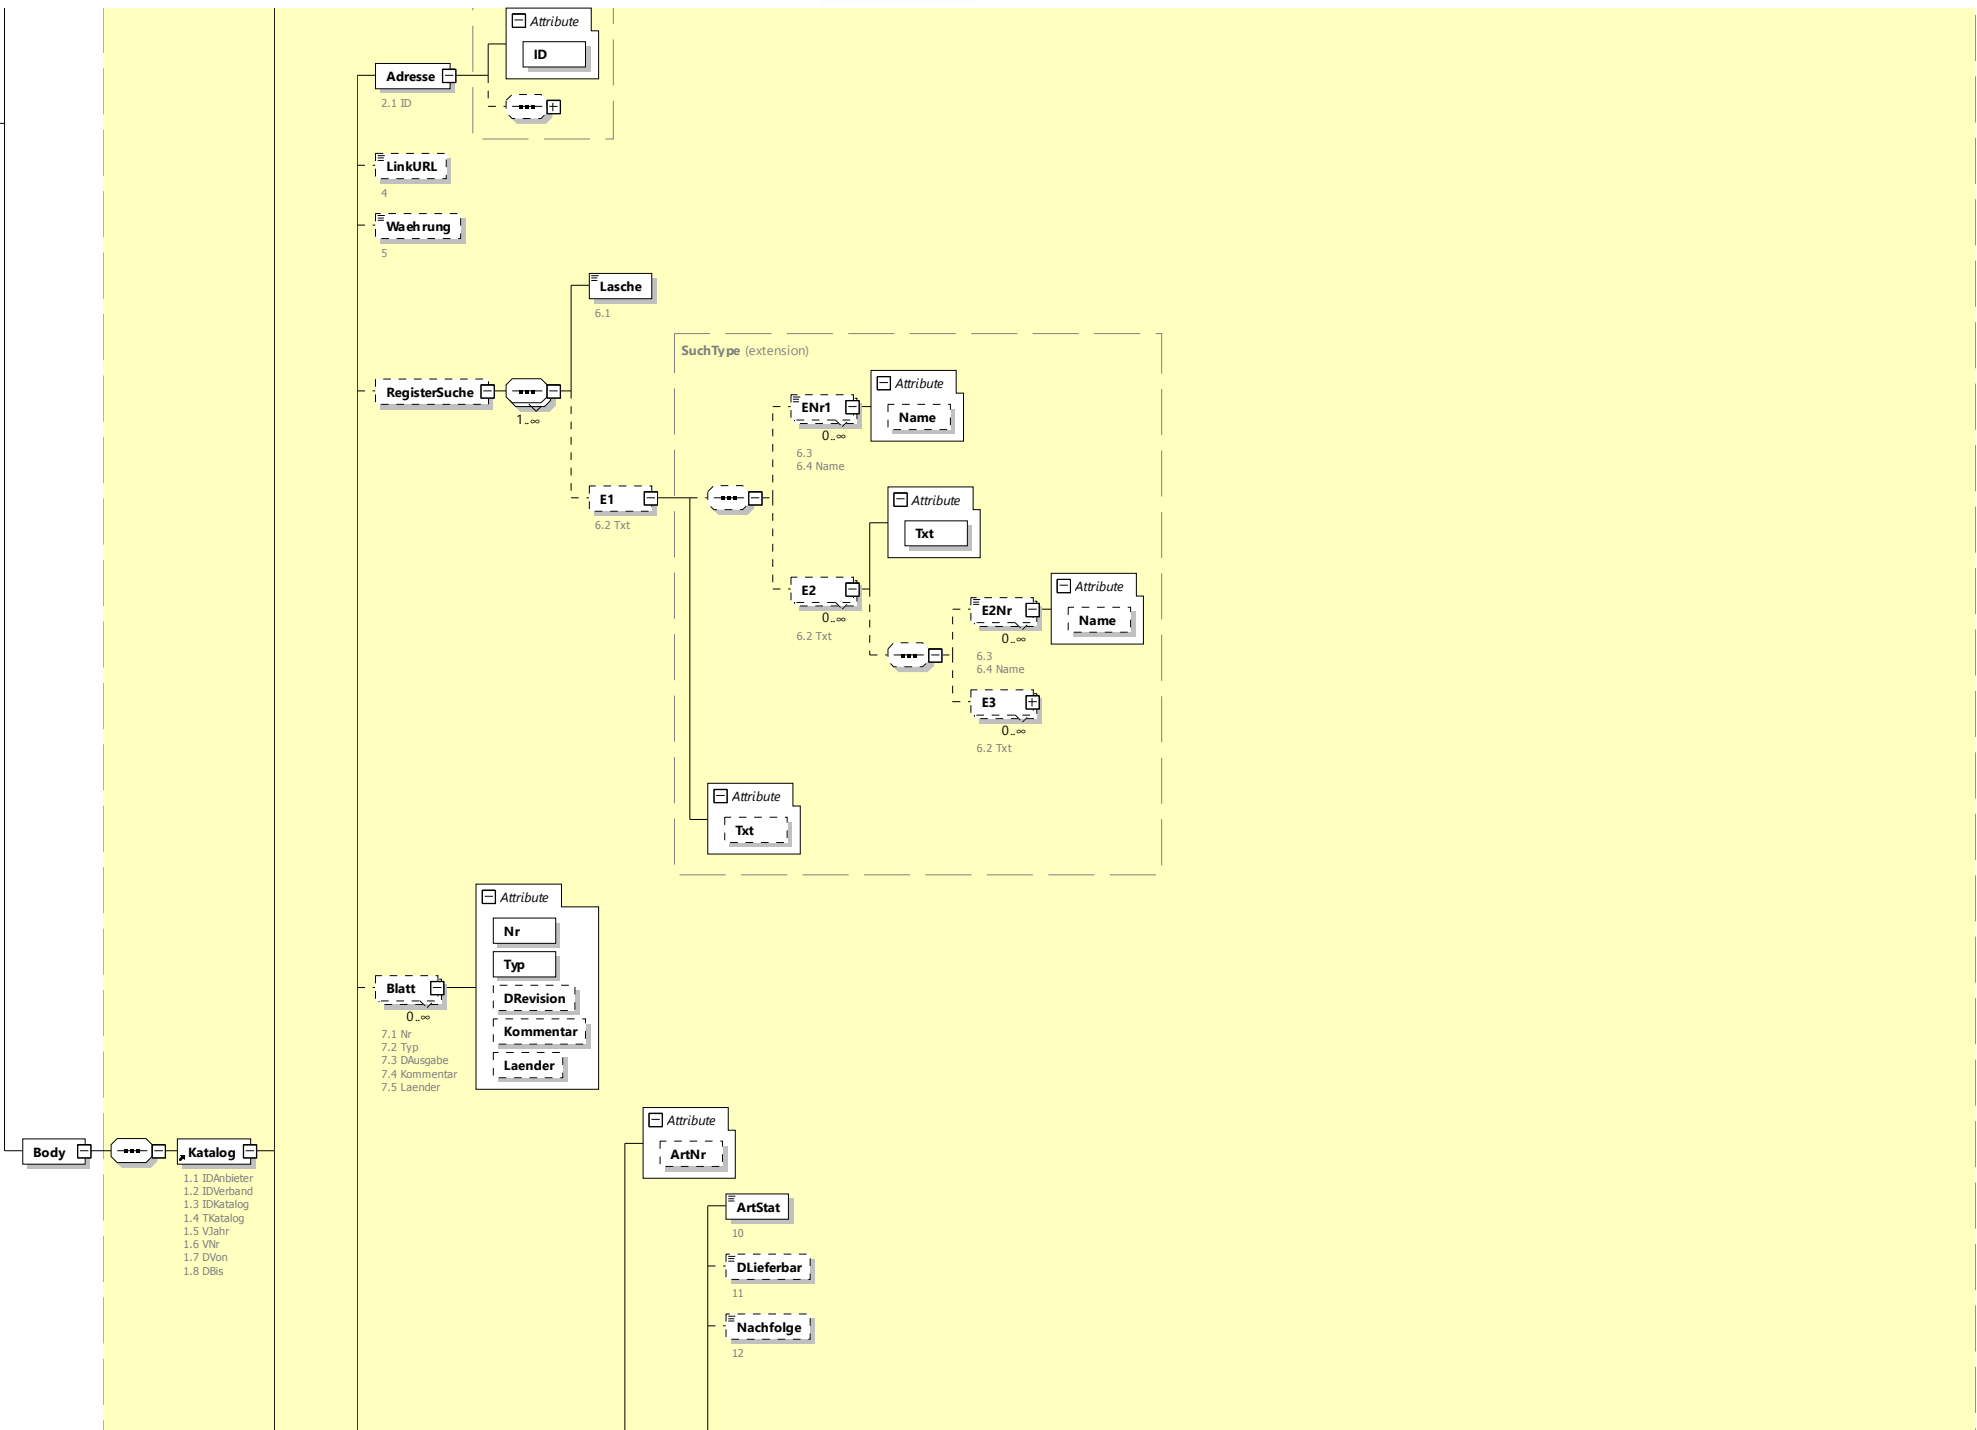 Attribute
ID
Adresse
2.1 ID
LinkURL
4
Waehrung
5
Lasche
6.1
SuchType (extension)
Attribute
RegisterSuche
1..∞
ENr1
Name
0..∞
6.3
6.4 Name
Attribute
E1
6.2 Txt
Txt
Attribute
E2
0..∞
6.2 Txt
E2Nr
Name
0..∞
6.3
6.4 Name
E3
0..∞
6.2 Txt
Attribute
Txt
Attribute
Nr
Typ
Blatt
DRevision
0..∞
Kommentar
7.1 Nr
7.2 Typ
7.3 DAusgabe
7.4 Kommentar
7.5 Laender
Laender
Attribute
ArtNr
Body
Katalog
1.1 IDAnbieter
1.2 IDVerband
1.3 IDKatalog
1.4 TKatalog
1.5 VJahr
1.6 VNr
1.7 DVon
1.8 DBis
ArtStat
10
DLieferbar
11
Nachfolge
12